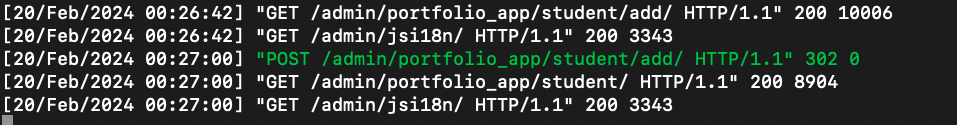 [20/Feb/2024 00:26:42] "GET /admin/portfolio_app/student/add/ HTTP/1.1" 200 10006
[20/Feb/2024 00:26:42] "GET /admin/jsi18n/ HTTP/1.1" 200 3343
[20/Feb/2024 00:27:00] "POST /admin/portfolio_app/student/add/ HTTP/1.1" 302 0
[20/Feb/2024 00:27:00] "GET /admin/portfolio_app/student/ HTTP/1.1" 200 8904
[20/Feb/2024 00:27:00] "GET /admin/jsi18n/ HTTP/1.1" 200 3343